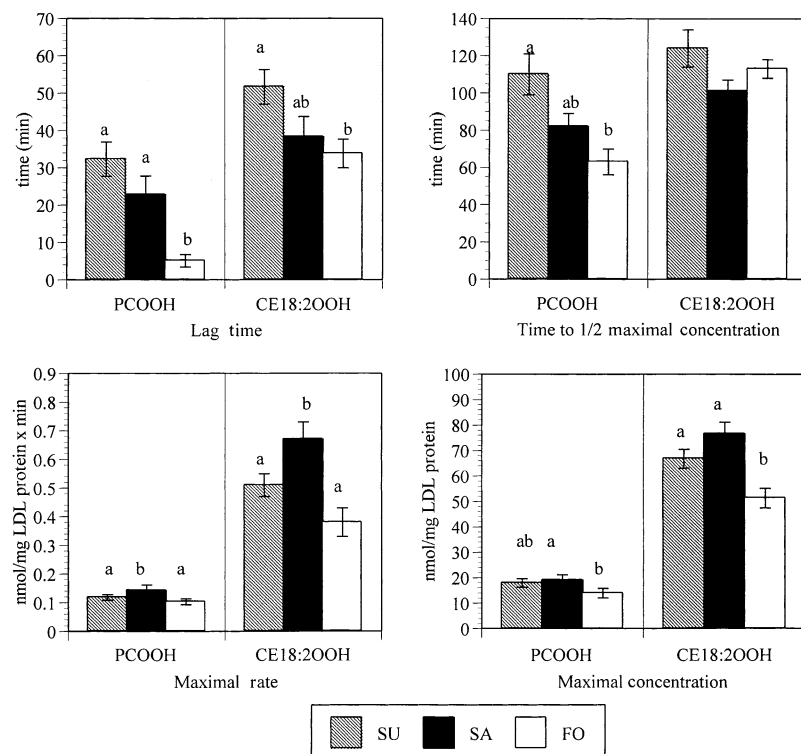 70
60
50
40
30
20
10
0
time (min)
a
a
b
a
ab
b
PCOOH CE18:2OOH
Lag time
140
120
100
80
60
40
20
0
time (min)
a
ab
b
PCOOH CE18:2OOH
Time to 1/2 maximal concentration
0.9
0.8
0.7
0.6
0.5
0.4
0.3
0.2
0.1
0
nmol/mg LDL protein x min
a b a
a
b
a
PCOOH CE18:2OOH
Maximal rate
100
90
80
70
60
50
40
30
20
10
0
nmol/mg LDL protein
ab a b
a
a
b
PCOOH CE18:2OOH
Maximal concentration
SU SA FO